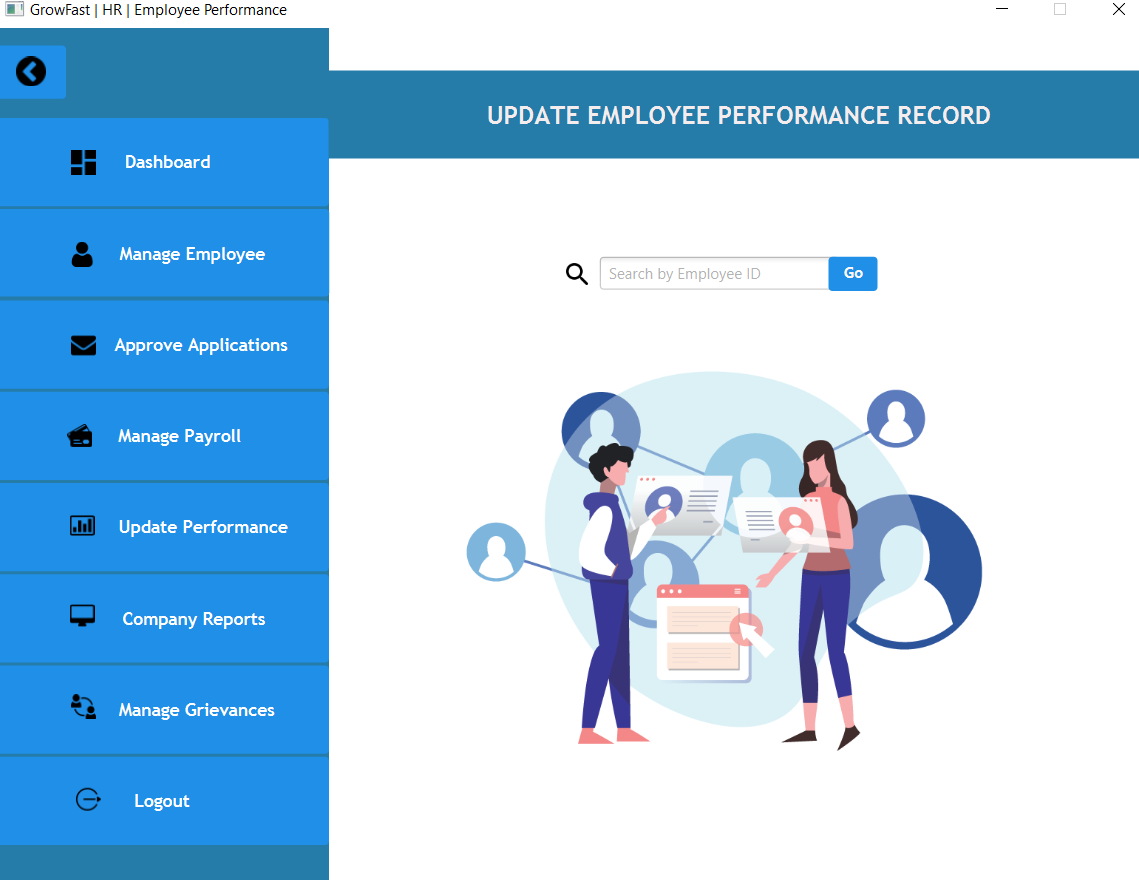 GrowFast | HR | Employee Performance
UPDATE EMPLOYEE PERFORMANCE RECORD
Dashboard
Manage Employee
Approve Applications
Manage Payroll
Update Performance
Company Reports
Manage Grievances
Logout
Search by Employee ID
Go